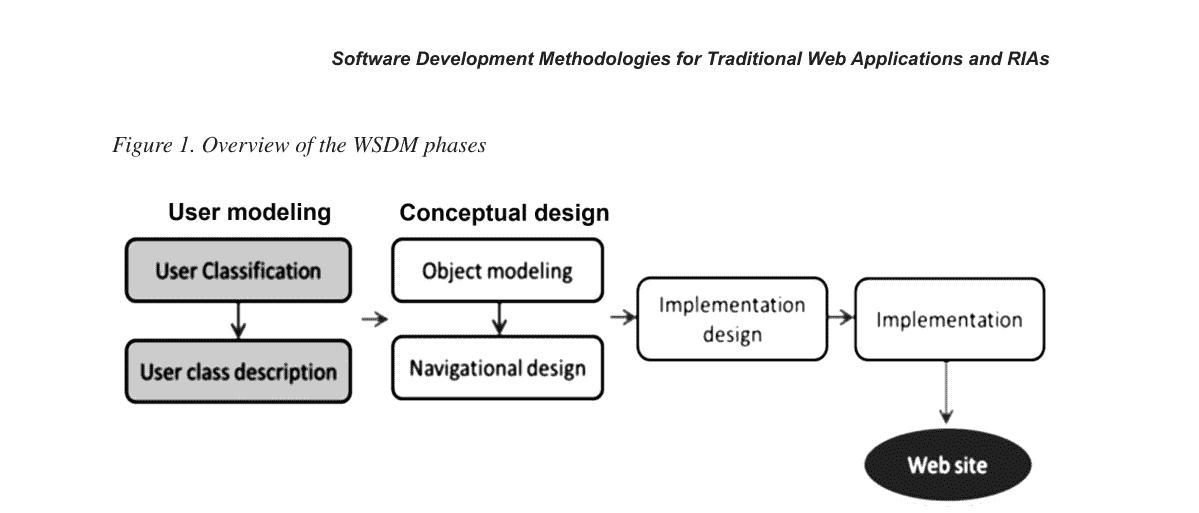 Software Development Methodologies for Traditional Web Applications and RIAs
Figure 1. Overview of the WSDM phases
User modeling
User Classification
User class description
Conceptual design
Object modeling
Navigational design
Implementation
design
Implementation
Web site